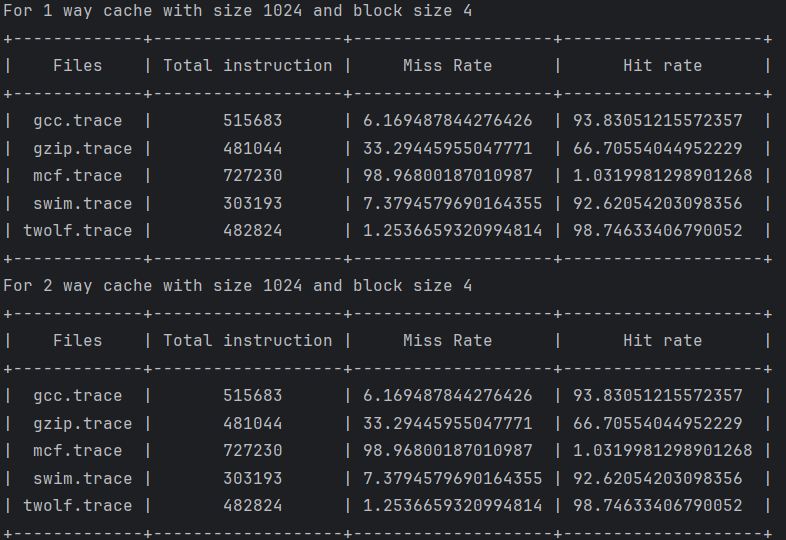 For 1 way cache with size 1024 and block size 4
+-------------+-------------------+--------------------+--------------------+
|    Files    | Total instruction |     Miss Rate      |      Hit rate      |
+-------------+-------------------+--------------------+--------------------+
|  gcc.trace  |       515683      | 6.169487844276426  | 93.83051215572357  |
|  gzip.trace |       481044      | 33.29445955047771  | 66.70554044952229  |
|  mcf.trace  |       727230      | 98.96800187010987  | 1.0319981298901268 |
|  swim.trace |       303193      | 7.3794579690164355 | 92.62054203098356  |
| twolf.trace |       482824      | 1.2536659320994814 | 98.74633406790052  |
+-------------+-------------------+--------------------+--------------------+
For 2 way cache with size 1024 and block size 4
+-------------+-------------------+--------------------+--------------------+
|    Files    | Total instruction |     Miss Rate      |      Hit rate      |
+-------------+-------------------+--------------------+--------------------+
|  gcc.trace  |       515683      | 6.169487844276426  | 93.83051215572357  |
|  gzip.trace |       481044      | 33.29445955047771  | 66.70554044952229  |
|  mcf.trace  |       727230      | 98.96800187010987  | 1.0319981298901268 |
|  swim.trace |       303193      | 7.3794579690164355 | 92.62054203098356  |
| twolf.trace |       482824      | 1.2536659320994814 | 98.74633406790052  |
+-------------+-------------------+--------------------+--------------------+